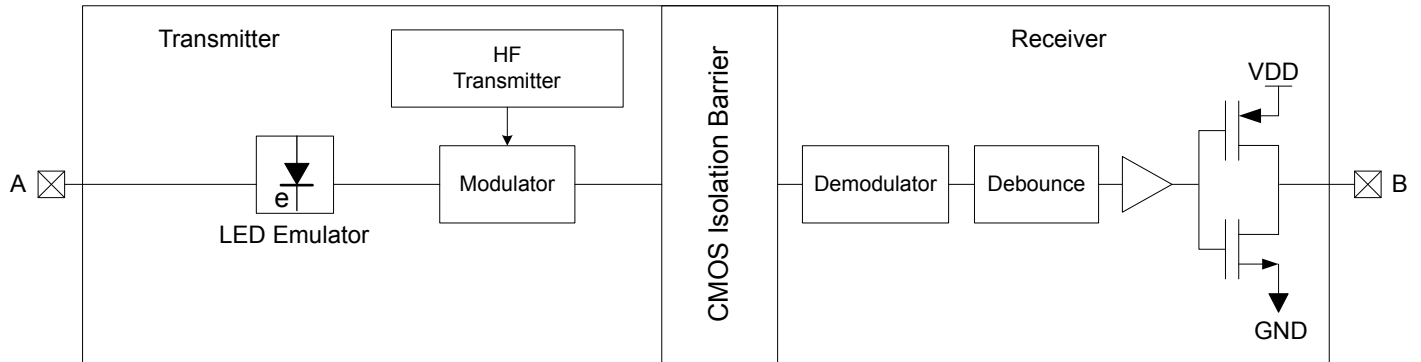 Transmitter
HF
Transmitter
A
e
LED Emulator
Modulator
CMOS Isolation Barrier
Receiver
Demodulator
Debounce
VDD
GND
B